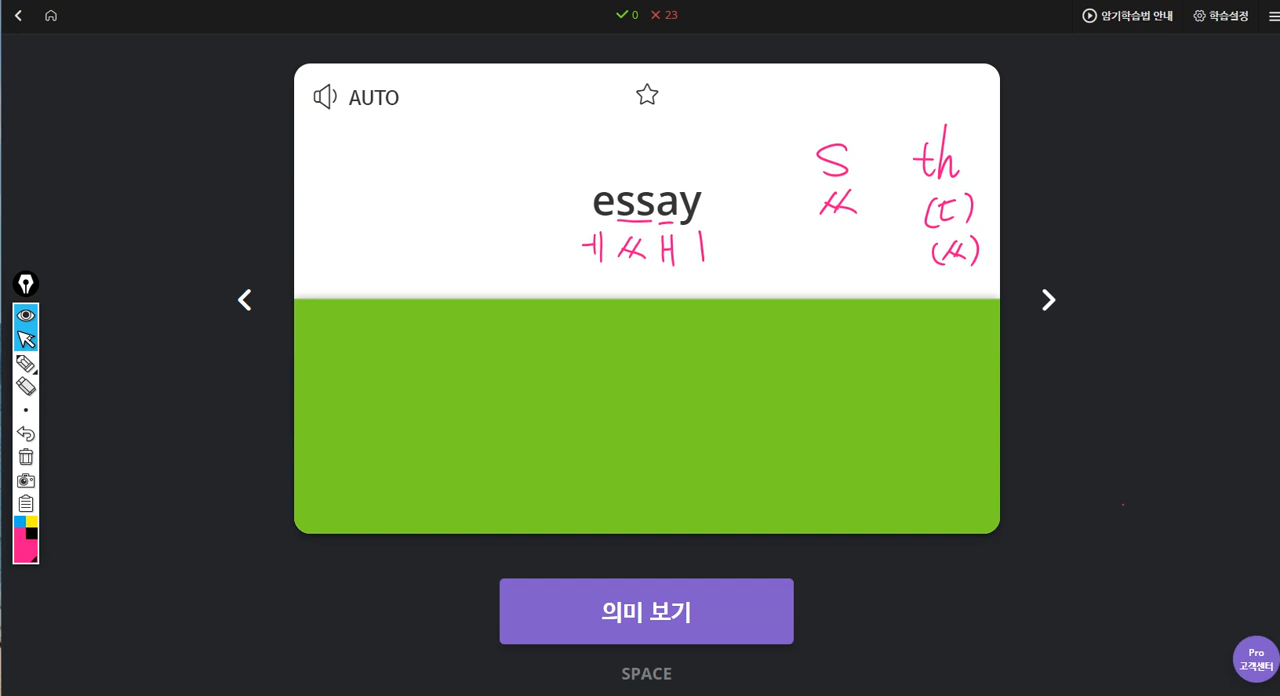 0 23 암기학습법 안내 학습설정
AUTO
S th
essay
ㅆ (ㄷ)
ㅔ ㅆ ㅐ ㅣ (ㅆ)
의미 보기
SPACE
Pro
고객센터